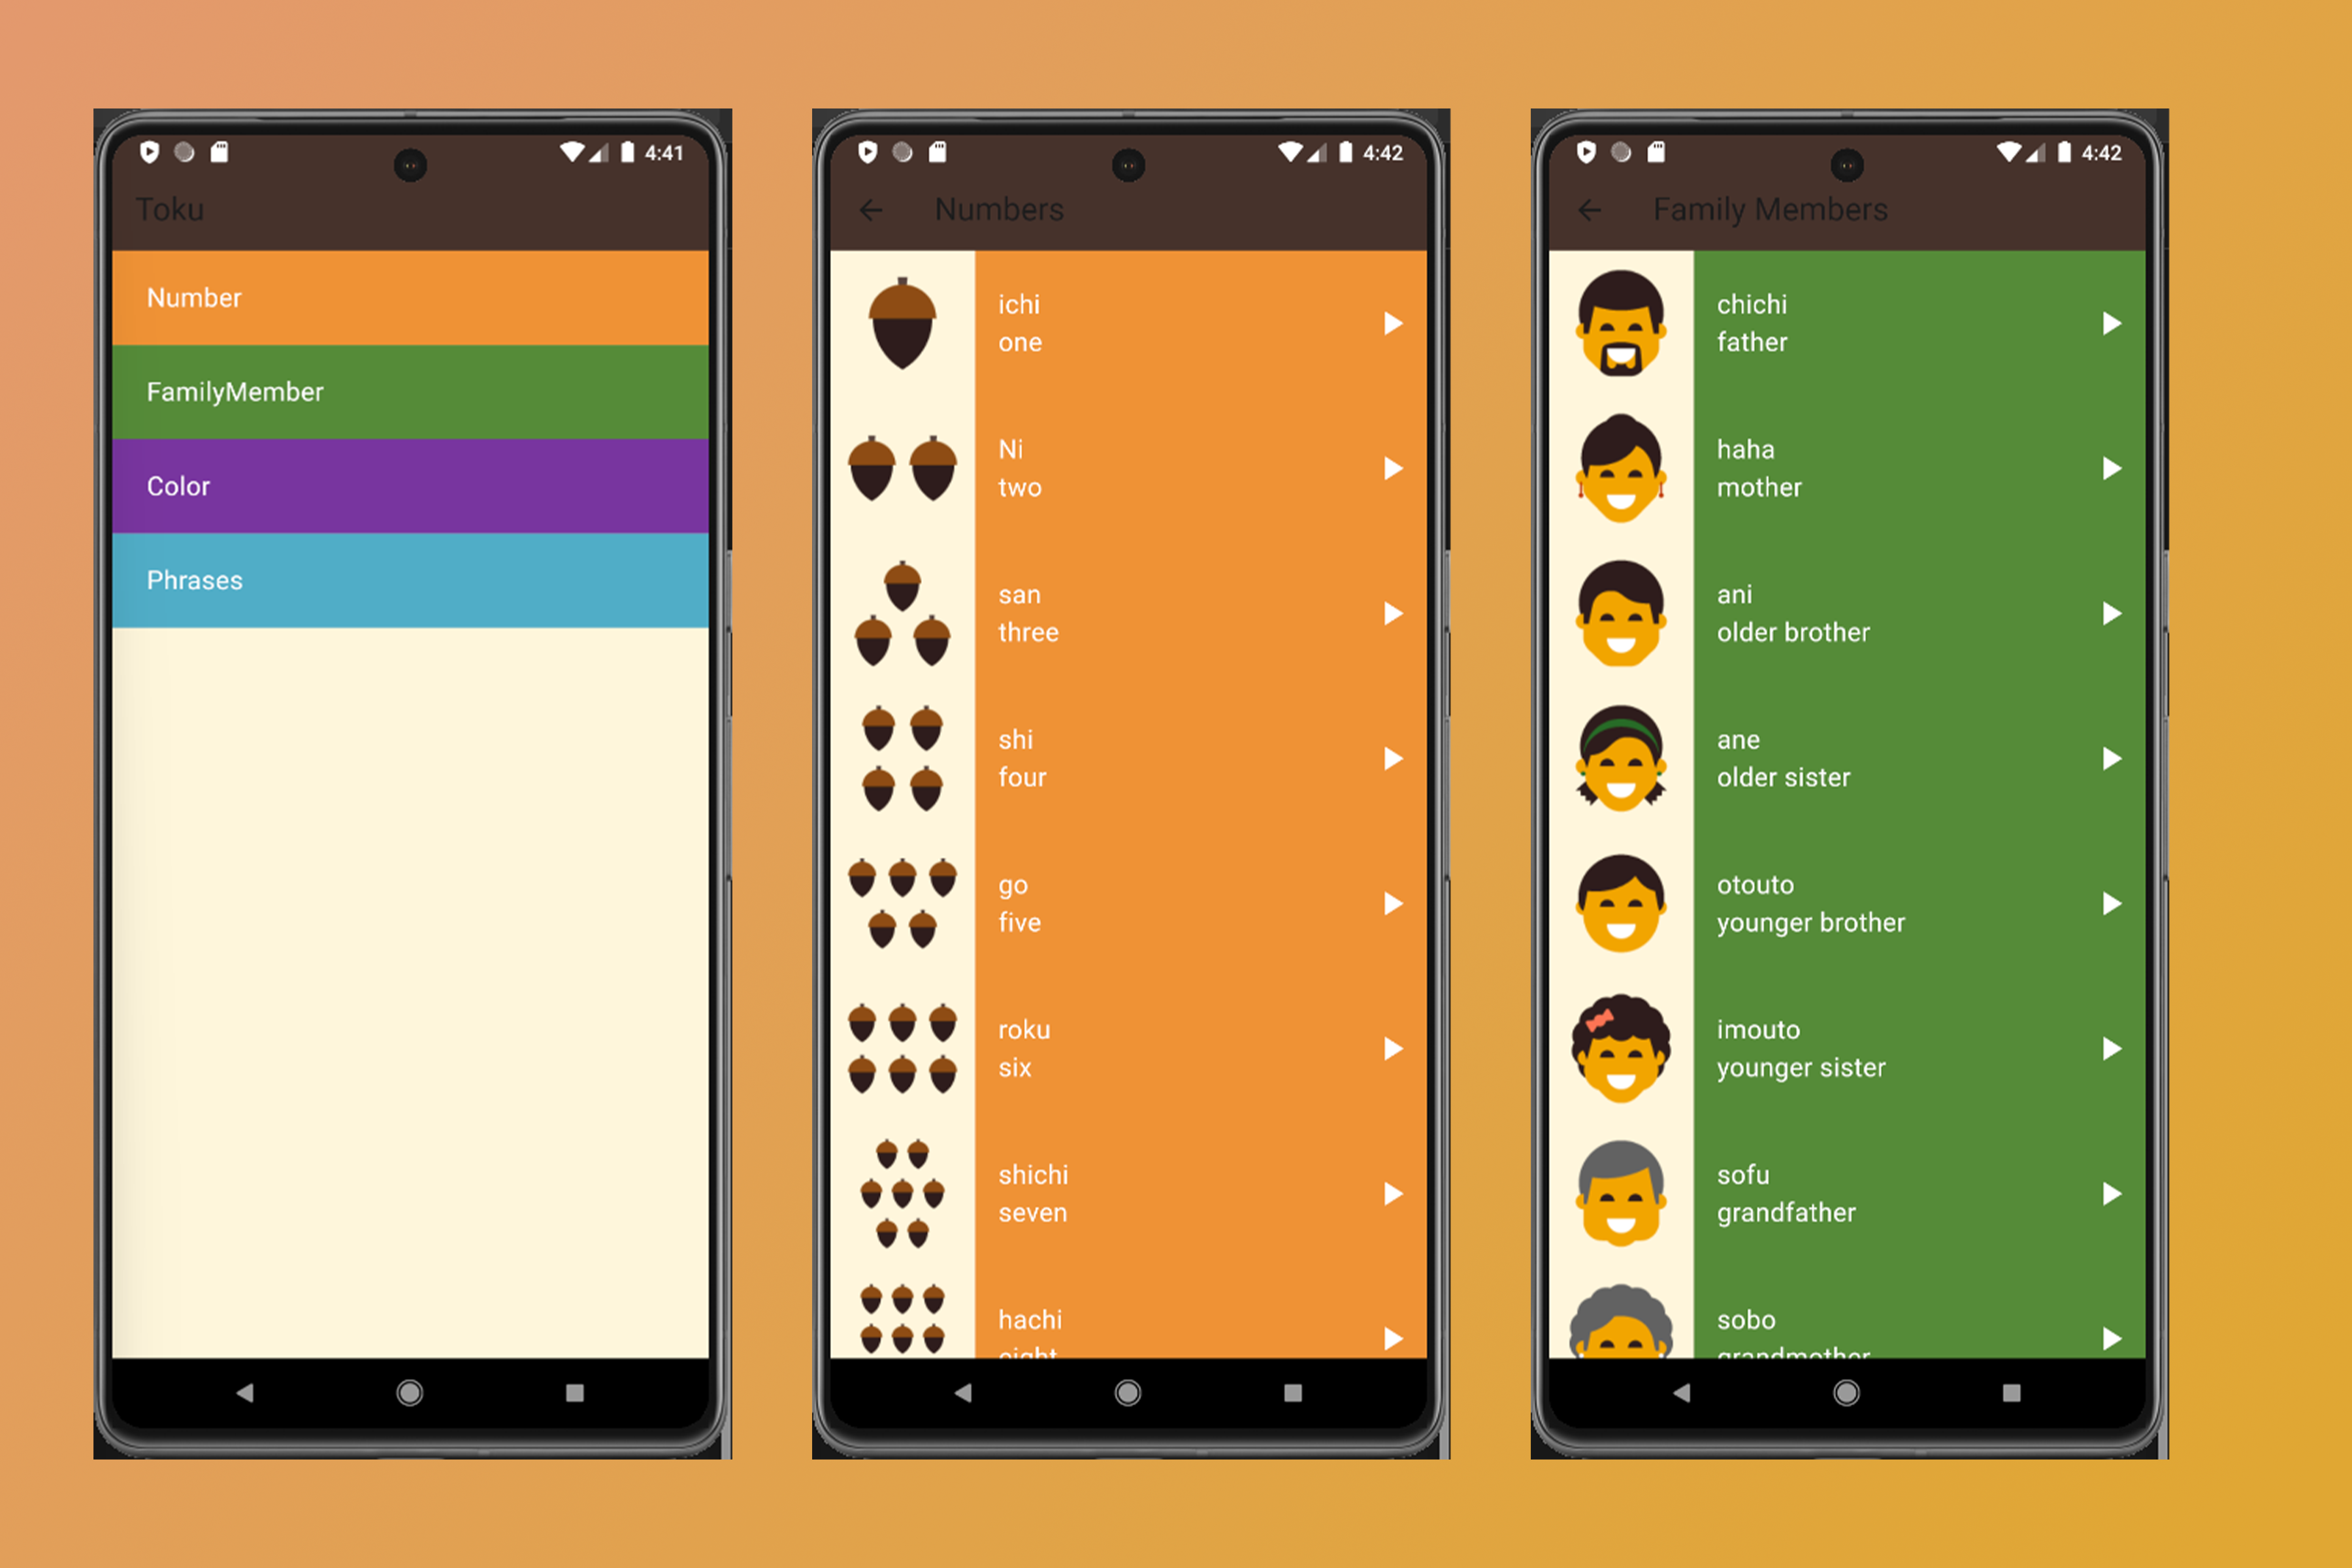 4:41
Toku
Number
FamilyMember
Color
Phrases
4:42
Numbers
ichi
one
Ni
two
san
three
shi
four
go
five
roku
six
shichi
seven
hachi
eight
4:42
Family Members
chichi
father
haha
mother
ani
older brother
ane
older sister
otouto
younger brother
imouto
younger sister
sofu
grandfather
sobo
grandmother